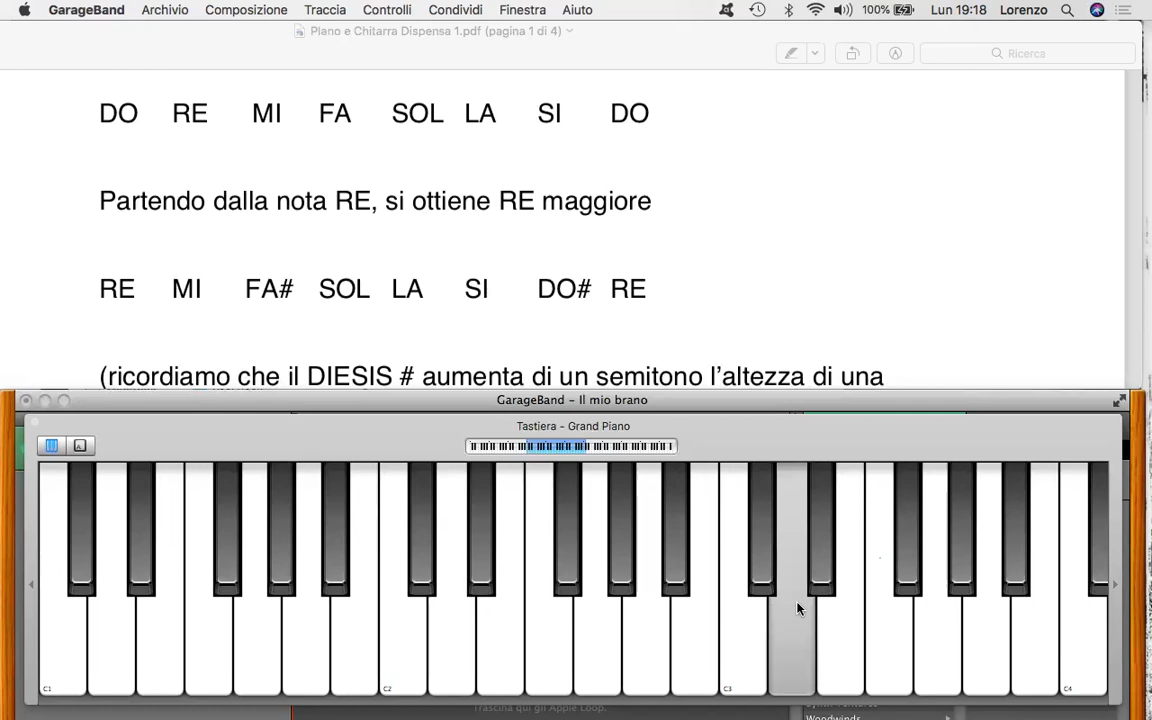 GarageBand Archivio Composizione Traccia Controlli Condividi Finestra Aiuto 100% Lun 19:18 Lorenzo
Piano e Chitarra Dispensa 1.pdf (pagina 1 di 4)
Ricerca
DO RE MI FA SOL LA SI DO
Partendo dalla nota RE, si ottiene RE maggiore
RE MI FA# SOL LA SI DO# RE
(ricordiamo che il DIESIS # aumenta di un semitono l’altezza di una
GarageBand - Il mio brano
Tastiera - Grand Piano
C1 C2 C3 C4
Trascina qui gli Apple Loop.
Woodwinds